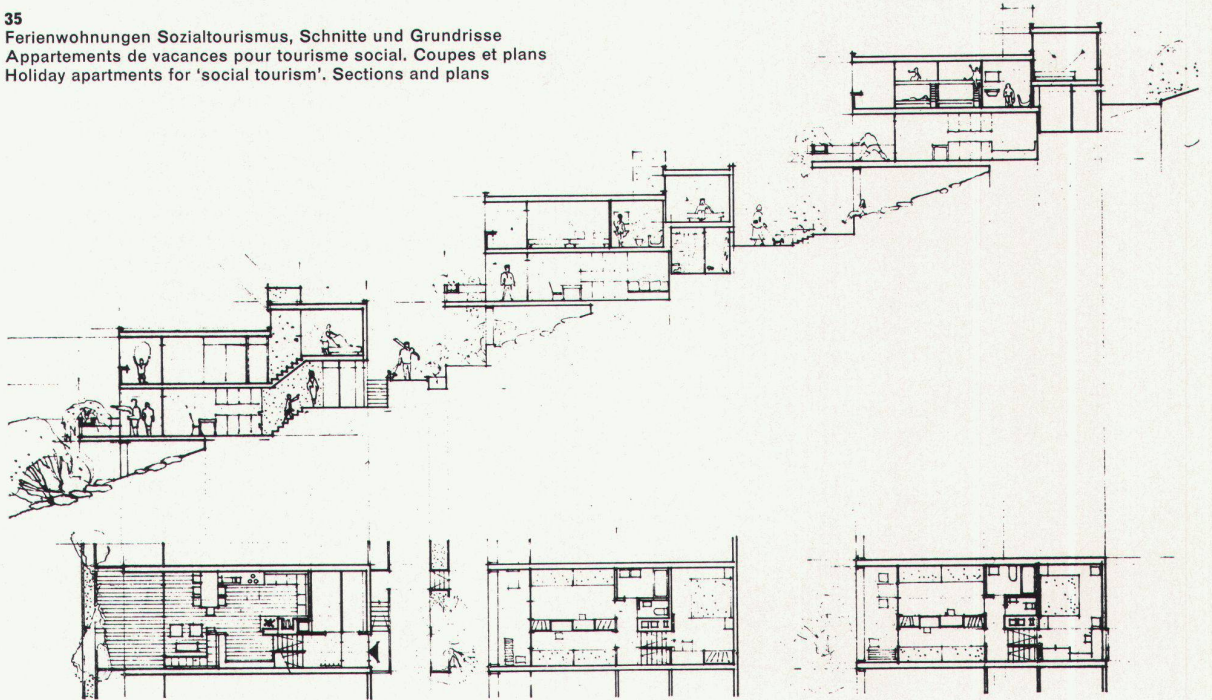 35
Ferienwohnungen Sozialtourismus, Schnitte und Grundrisse
Appartements de vacances pour tourisme social. Coupes et plans
Holiday apartments for ‘social tourism’. Sections and plans